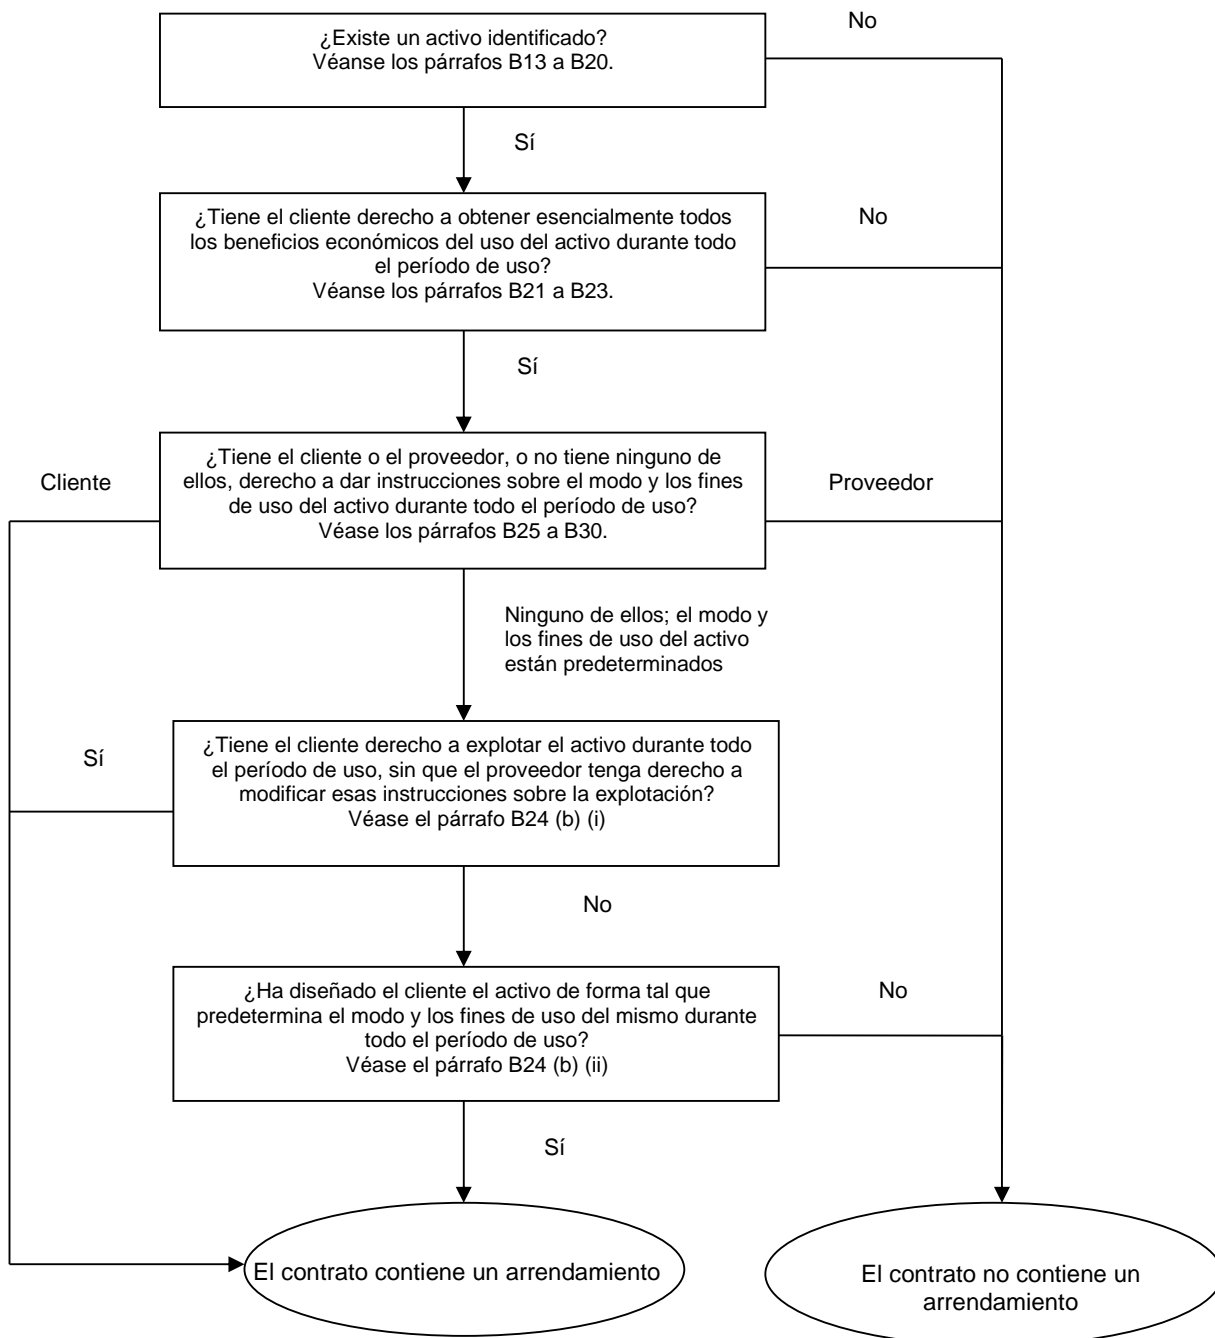 No
¿Existe un activo identificado?
Véanse los párrafos B13 a B20.
Sí
¿Tiene el cliente derecho a obtener esencialmente todos
los beneficios económicos del uso del activo durante todo
el período de uso?
Véanse los párrafos B21 a B23.
No
Sí
Cliente
¿Tiene el cliente o el proveedor, o no tiene ninguno de
ellos, derecho a dar instrucciones sobre el modo y los fines
de uso del activo durante todo el período de uso?
Véase los párrafos B25 a B30.
Proveedor
Ninguno de ellos; el modo y
los fines de uso del activo
están predeterminados
Sí
¿Tiene el cliente derecho a explotar el activo durante todo
el período de uso, sin que el proveedor tenga derecho a
modificar esas instrucciones sobre la explotación?
Véase el párrafo B24 (b) (i)
No
¿Ha diseñado el cliente el activo de forma tal que
predetermina el modo y los fines de uso del mismo durante
todo el período de uso?
Véase el párrafo B24 (b) (ii)
No
Sí
El contrato contiene un arrendamiento
El contrato no contiene un
arrendamiento